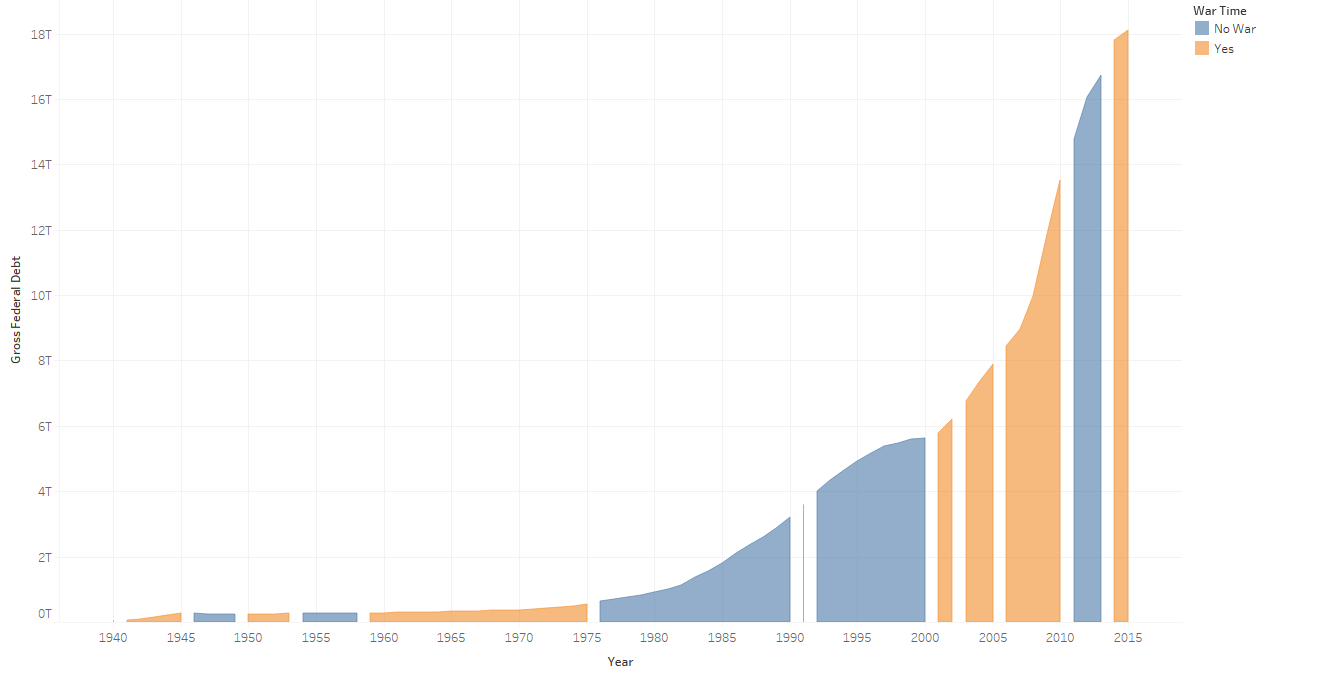 War Time
No War
Yes
Gross Federal Debt
18T
16T
14T
12T
10T
8T
6T
4T
2T
0T
1940 1945 1950 1955 1960 1965 1970 1975 1980 1985 1990 1995 2000 2005 2010 2015
Year